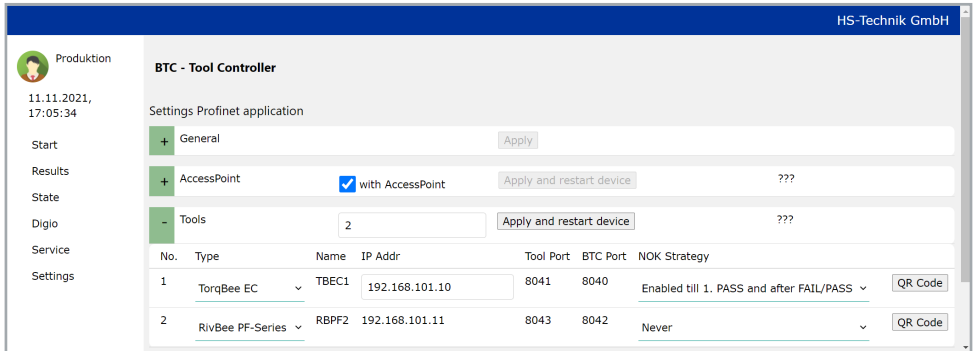 HS-Technik GmbH
Produktion
11.11.2021,
17:05:34
Start
Results
State
Digio
Service
Settings
BTC - Tool Controller
Settings Profinet application
+ General Apply
+ AccessPoint with AccessPoint Apply and restart device ???
- Tools 2 Apply and restart device ???
No. Type Name IP Addr Tool Port BTC Port NOK Strategy
1 TorqBee EC TBEC1 192.168.101.10 8041 8040 Enabled till 1. PASS and after FAIL/PASS QR Code
2 RivBee PF-Series RBPF2 192.168.101.11 8043 8042 Never QR Code